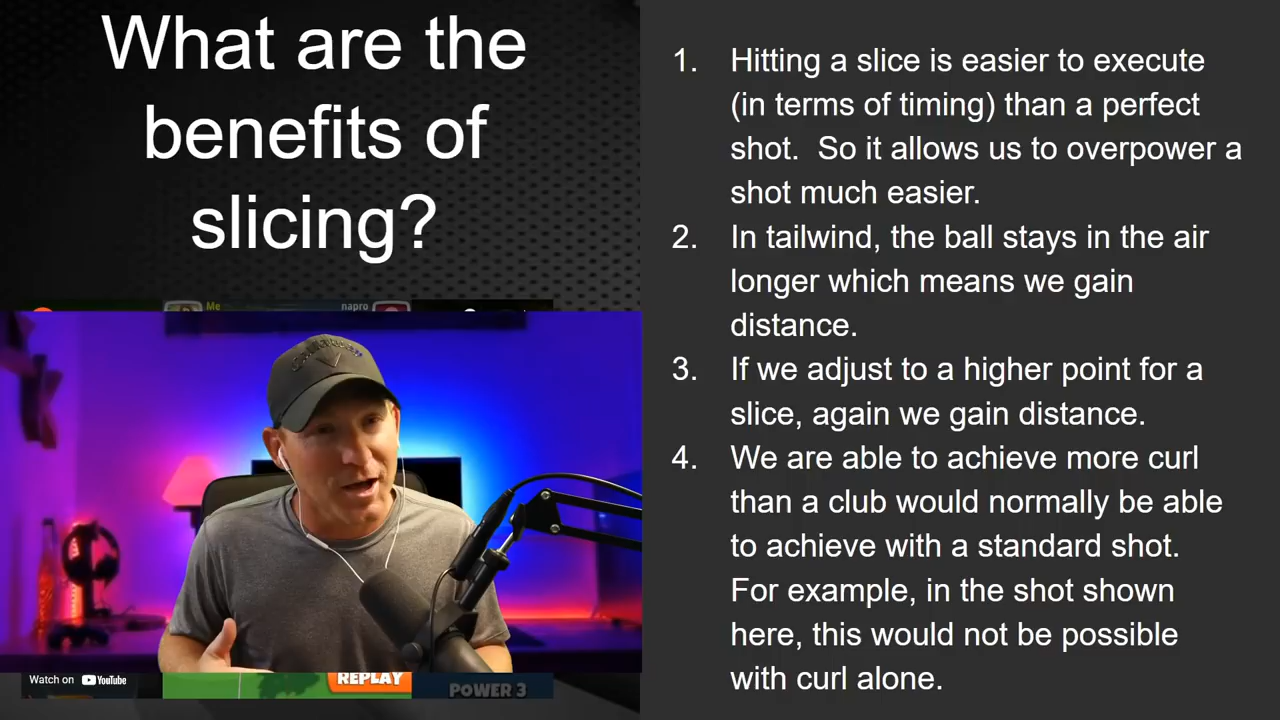 What are the
benefits of
slicing?
Me
napro
Watch on YouTube
REPLAY
POWER 3
1. Hitting a slice is easier to execute
(in terms of timing) than a perfect
shot.  So it allows us to overpower a
shot much easier.
2. In tailwind, the ball stays in the air
longer which means we gain
distance.
3. If we adjust to a higher point for a
slice, again we gain distance.
4. We are able to achieve more curl
than a club would normally be able
to achieve with a standard shot.
For example, in the shot shown
here, this would not be possible
with curl alone.